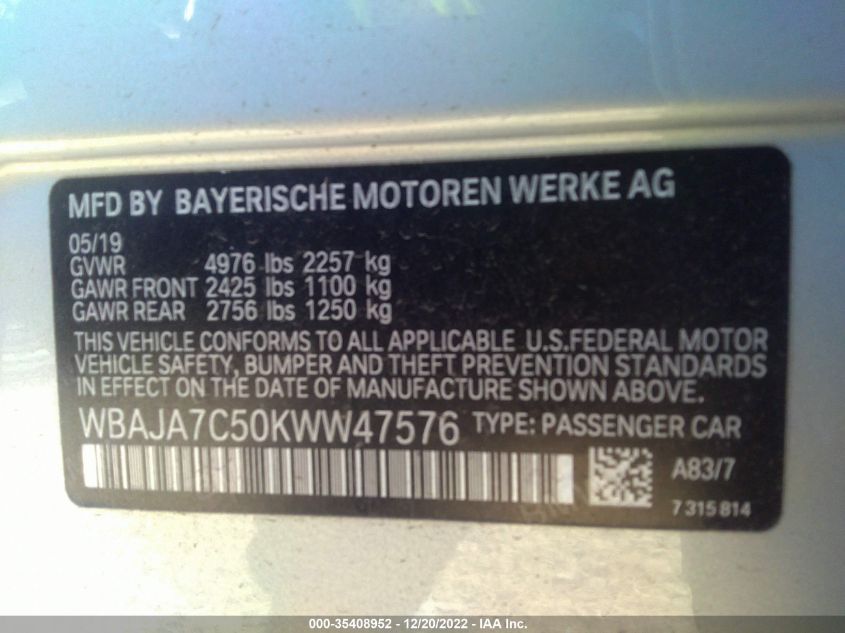 MFD BY BAYERISCHE MOTOREN WERKE AG
05/19
GVWR 4976 lbs 2257 kg
GAWR FRONT 2425 lbs 1100 kg
GAWR REAR 2756 lbs 1250 kg
THIS VEHICLE CONFORMS TO ALL APPLICABLE U.S.FEDERAL MOTOR
VEHICLE SAFETY, BUMPER AND THEFT PREVENTION STANDARDS
IN EFFECT ON THE DATE OF MANUFACTURE SHOWN ABOVE.
WBAJA7C50KWW47576 TYPE: PASSENGER CAR
A83/7
7 315 814
000-35408952 - 12/20/2022 - IAA Inc.